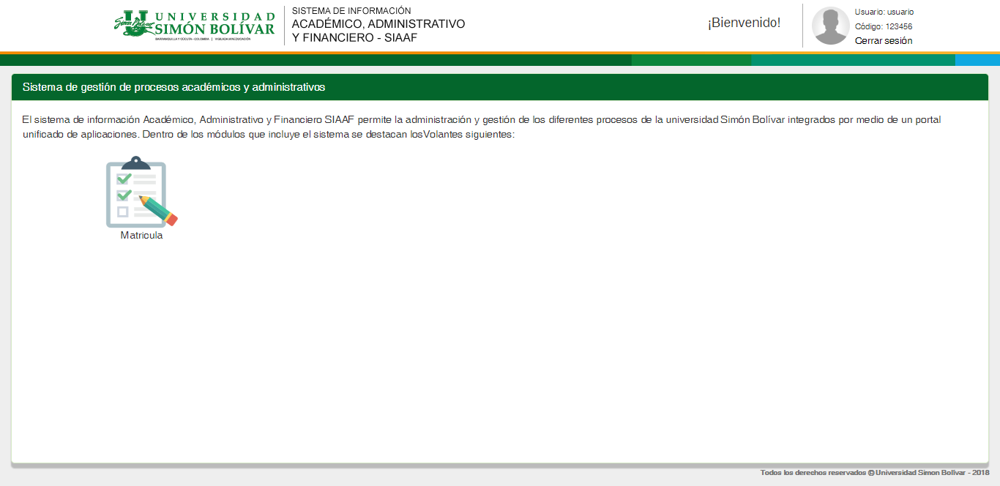 UNIVERSIDAD
SIMÓN BOLÍVAR
BARRANQUILLA Y CÚCUTA - COLOMBIA | VIGILADA MINEDUCACIÓN
SISTEMA DE INFORMACIÓN
ACADÉMICO, ADMINISTRATIVO
Y FINANCIERO - SIAAF
¡Bienvenido!
Usuario: usuario
Código: 123456
Cerrar sesión
Sistema de gestión de procesos académicos y administrativos
El sistema de información Académico, Administrativo y Financiero SIAAF permite la administración y gestión de los diferentes procesos de la universidad Simón Bolívar integrados por medio de un portal
unificado de aplicaciones. Dentro de los módulos que incluye el sistema se destacan losVolantes siguientes:
Matricula
Todos los derechos reservados © Universidad Simon Bolívar - 2018